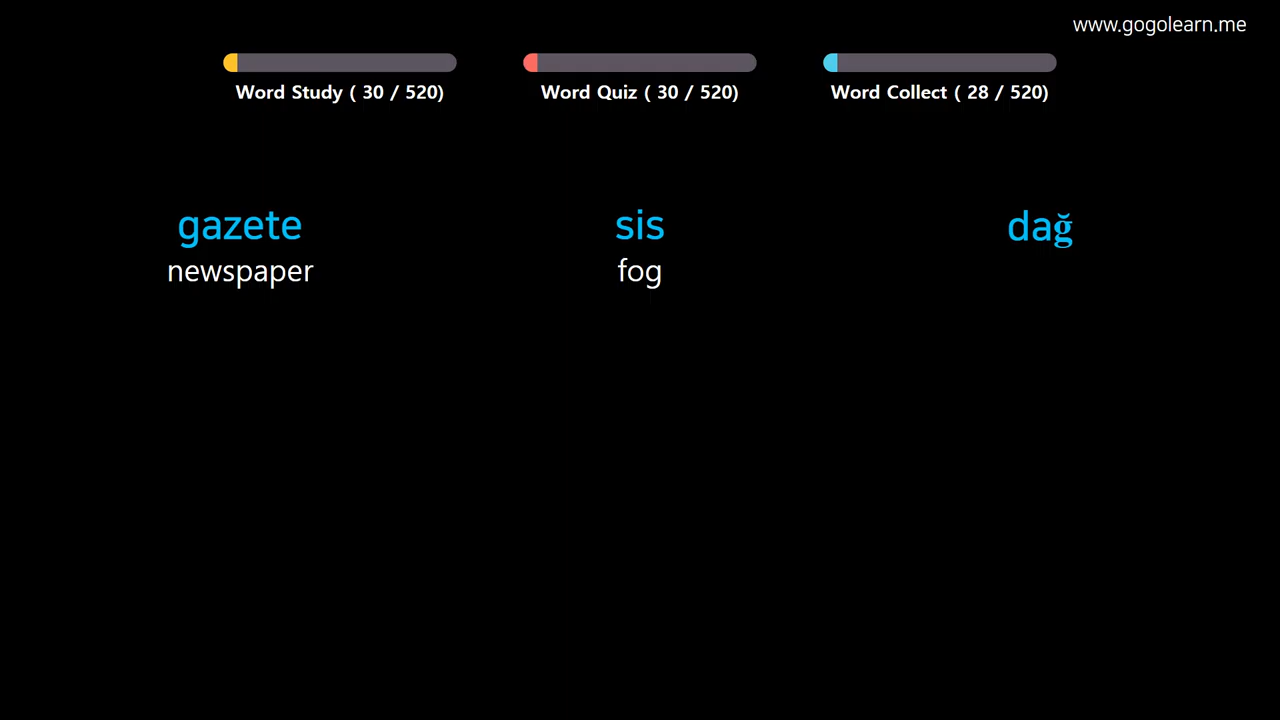 www.gogolearn.me
Word Study ( 30 / 520)
Word Quiz ( 30 / 520)
Word Collect ( 28 / 520)
gazete
newspaper
sis
fog
dağ